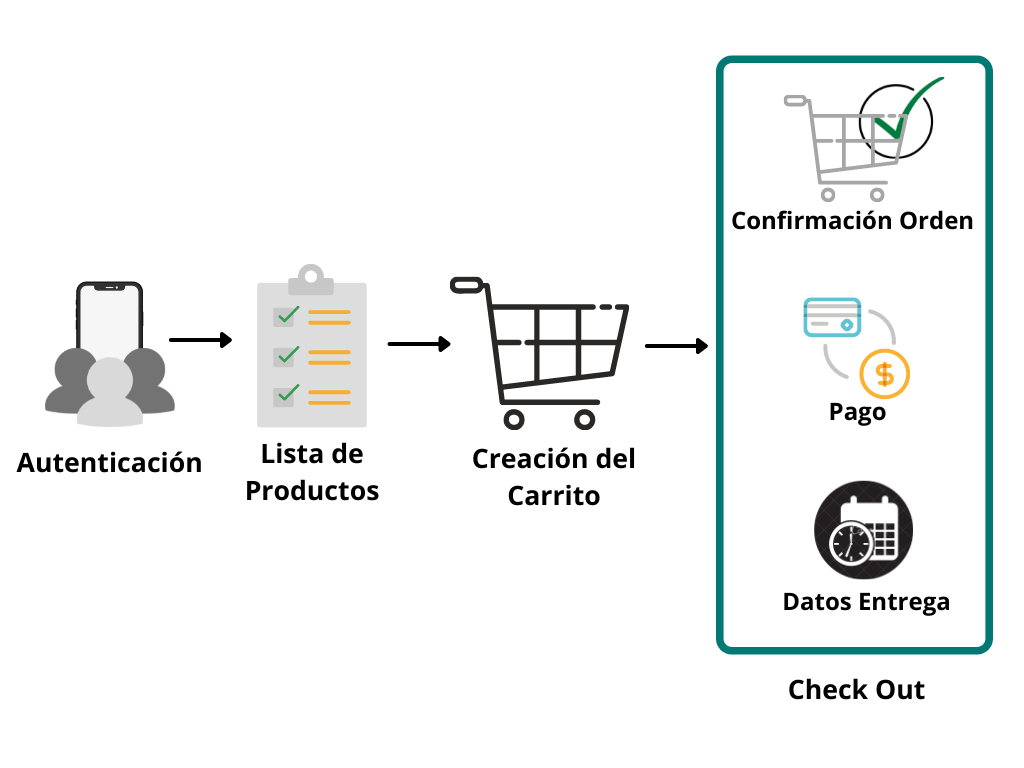 Autenticación
Lista de
Productos
Creación del
Carrito
Confirmación Orden
$
Pago
Datos Entrega
Check Out